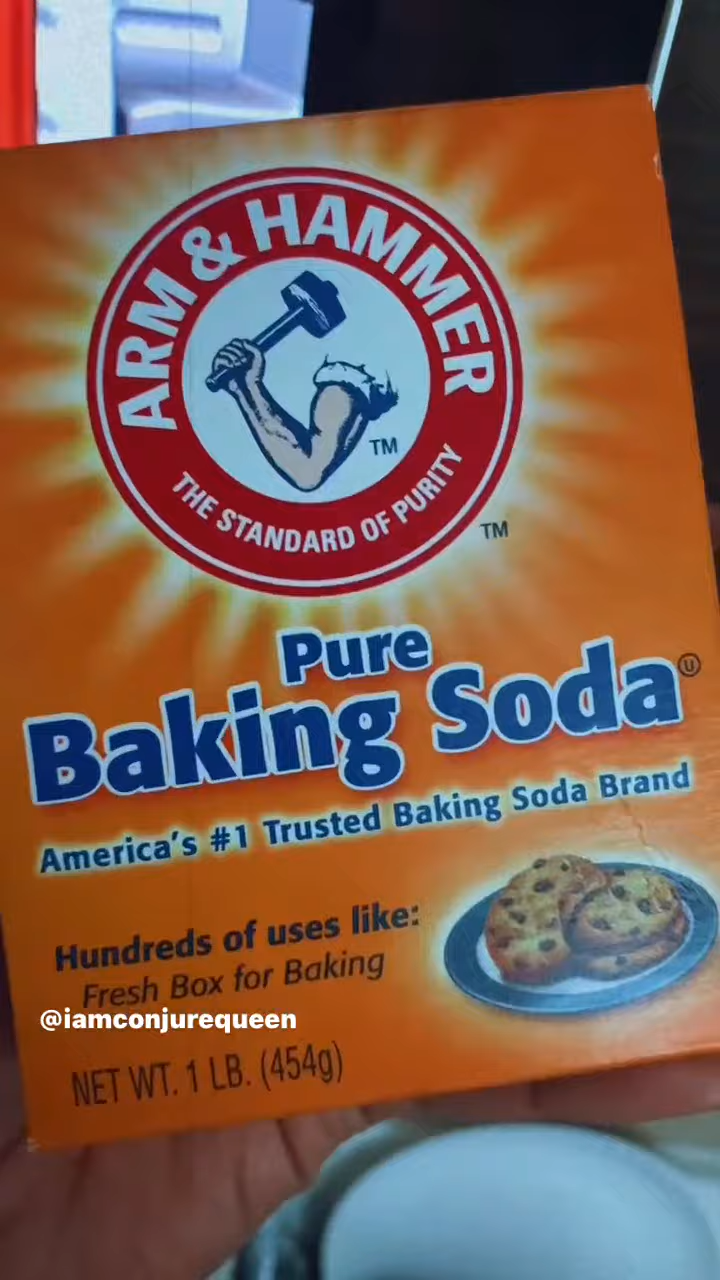 ARM & HAMMER
THE STANDARD OF PURITY
TM
TM
Pure
Baking Soda
U
America's #1 Trusted Baking Soda Brand
Hundreds of uses like:
Fresh Box for Baking
@iamconjurequeen
NET WT. 1 LB. (454g)